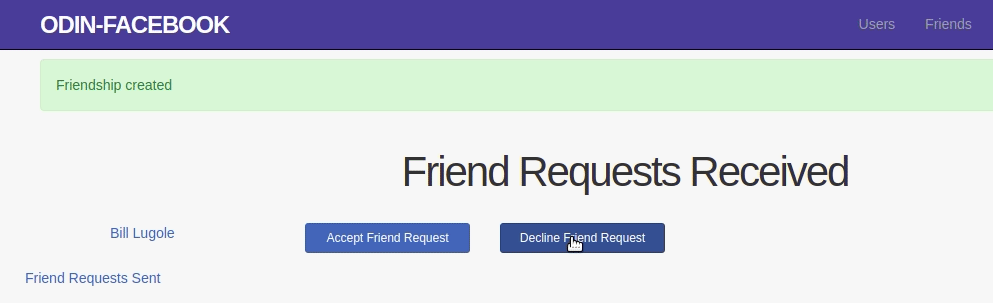 ODIN-FACEBOOK Users Friends
Friendship created
Friend Requests Received
Bill Lugole Accept Friend Request Decline Friend Request
Friend Requests Sent